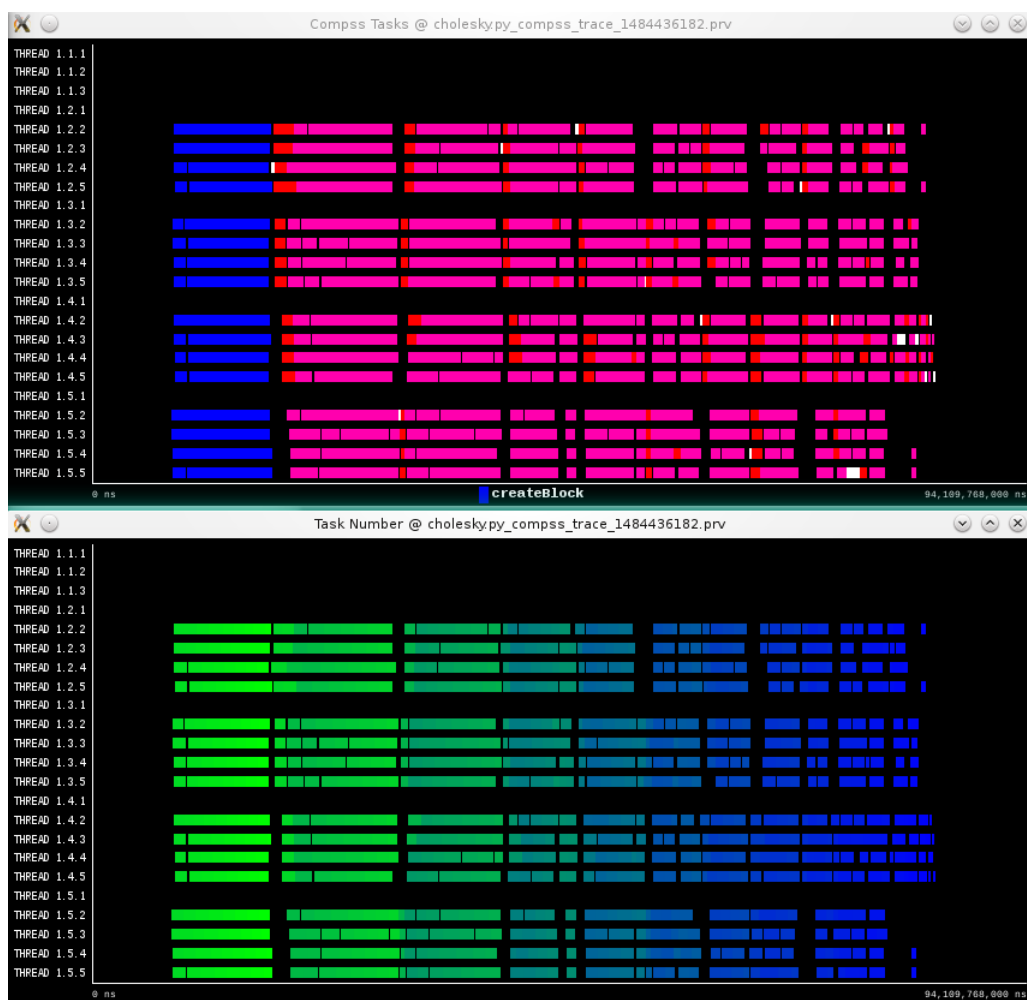 Compss Tasks @ cholesky.py_compss_trace_1484436182.prv
THREAD 1.1.1
THREAD 1.1.2
THREAD 1.1.3
THREAD 1.2.1
THREAD 1.2.2
THREAD 1.2.3
THREAD 1.2.4
THREAD 1.2.5
THREAD 1.3.1
THREAD 1.3.2
THREAD 1.3.3
THREAD 1.3.4
THREAD 1.3.5
THREAD 1.4.1
THREAD 1.4.2
THREAD 1.4.3
THREAD 1.4.4
THREAD 1.4.5
THREAD 1.5.1
THREAD 1.5.2
THREAD 1.5.3
THREAD 1.5.4
THREAD 1.5.5
0 ns createBlock 94,109,768,000 ns
Task Number @ cholesky.py_compss_trace_1484436182.prv
THREAD 1.1.1
THREAD 1.1.2
THREAD 1.1.3
THREAD 1.2.1
THREAD 1.2.2
THREAD 1.2.3
THREAD 1.2.4
THREAD 1.2.5
THREAD 1.3.1
THREAD 1.3.2
THREAD 1.3.3
THREAD 1.3.4
THREAD 1.3.5
THREAD 1.4.1
THREAD 1.4.2
THREAD 1.4.3
THREAD 1.4.4
THREAD 1.4.5
THREAD 1.5.1
THREAD 1.5.2
THREAD 1.5.3
THREAD 1.5.4
THREAD 1.5.5
0 ns 94,109,768,000 ns